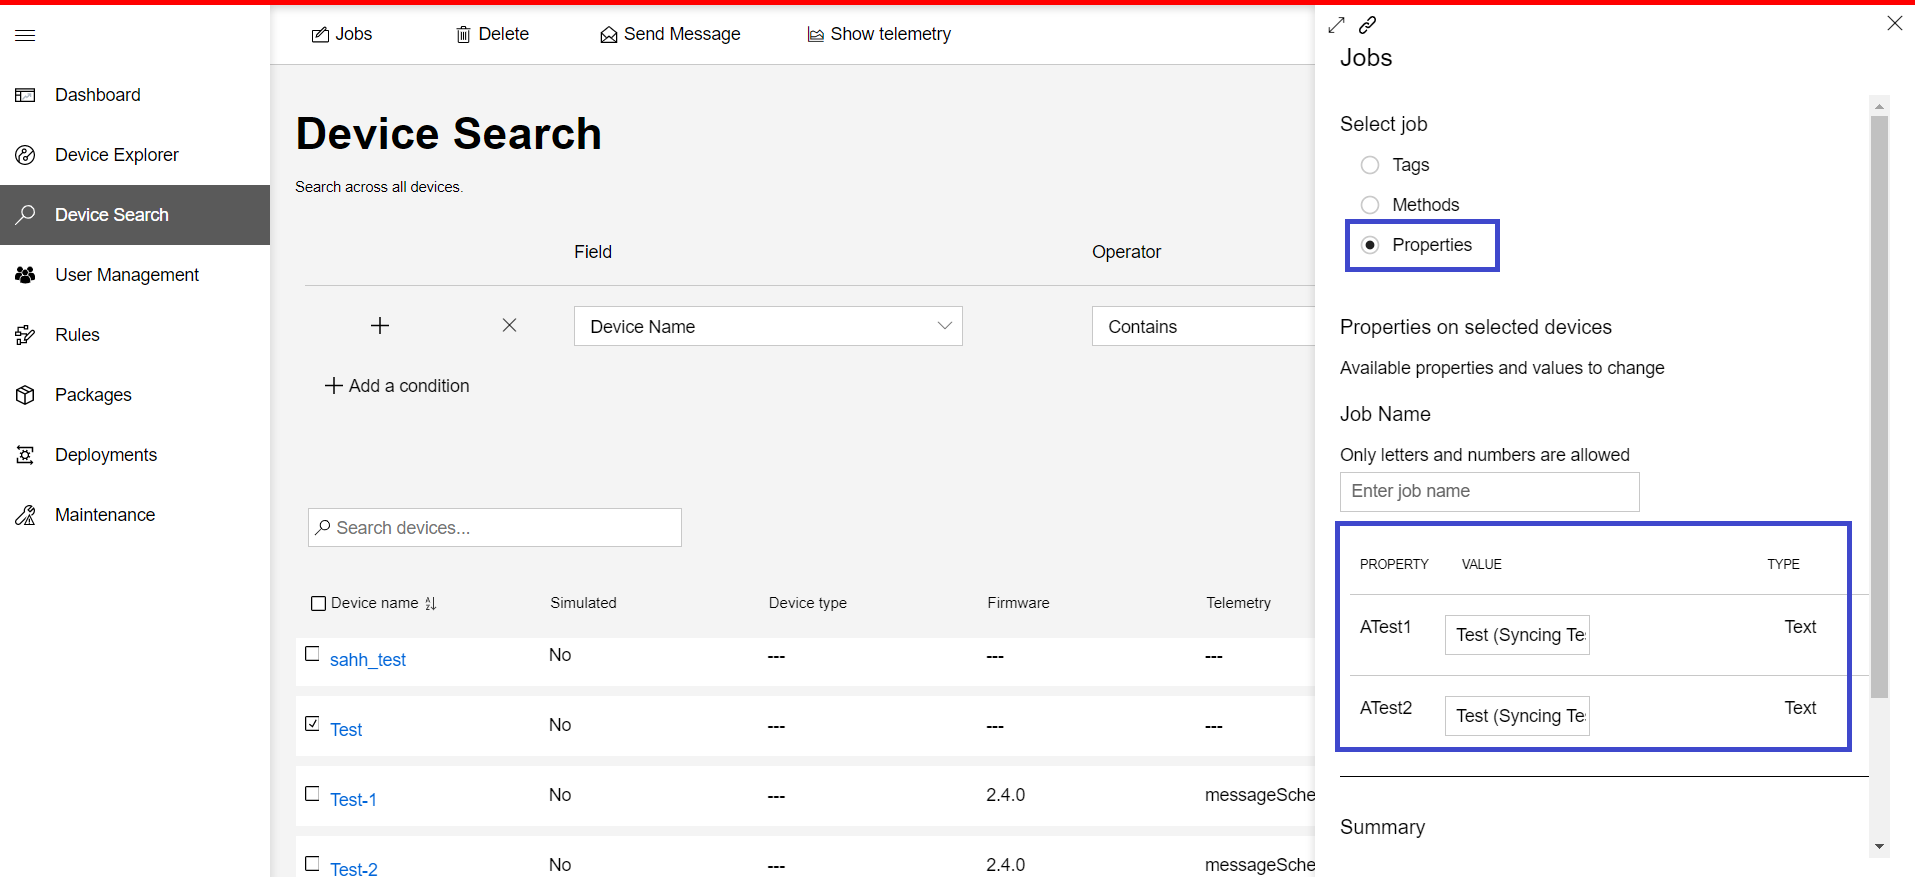 Dashboard
Device Explorer
Device Search
User Management
Rules
Packages
Deployments
Maintenance
Jobs
Delete
Send Message
Show telemetry
Device Search
Search across all devices.
Field
Operator
Device Name
Contains
Add a condition
Search devices...
Device name
Simulated
Device type
Firmware
Telemetry
sahh_test
No
---
---
---
Test
No
---
---
---
Test-1
No
---
2.4.0
messageSche
Test-2
No
---
2.4.0
messageSche
Jobs
Select job
Tags
Methods
Properties
Properties on selected devices
Available properties and values to change
Job Name
Only letters and numbers are allowed
Enter job name
PROPERTY VALUE TYPE
ATest1 Test (Syncing Te Text
ATest2 Test (Syncing Te Text
Summary